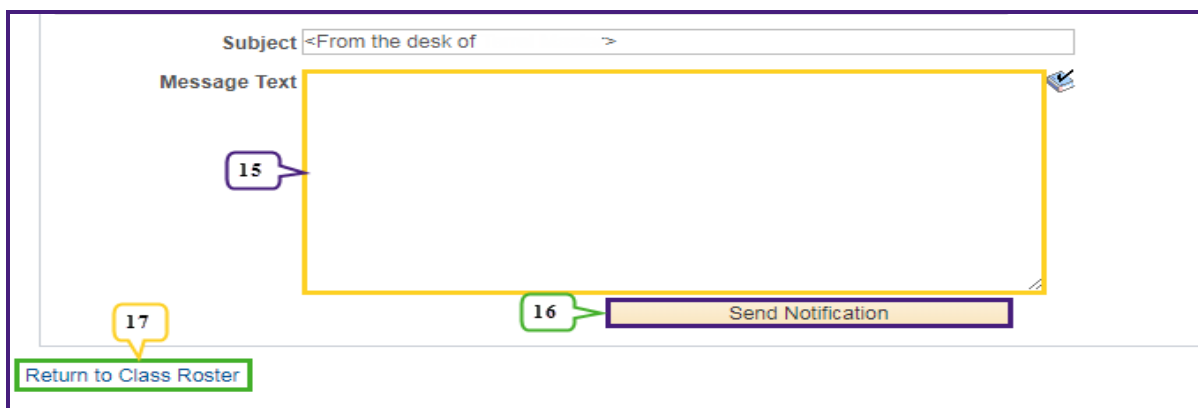 Subject <From the desk of >
Message Text
15
16 Send Notification
17
Return to Class Roster